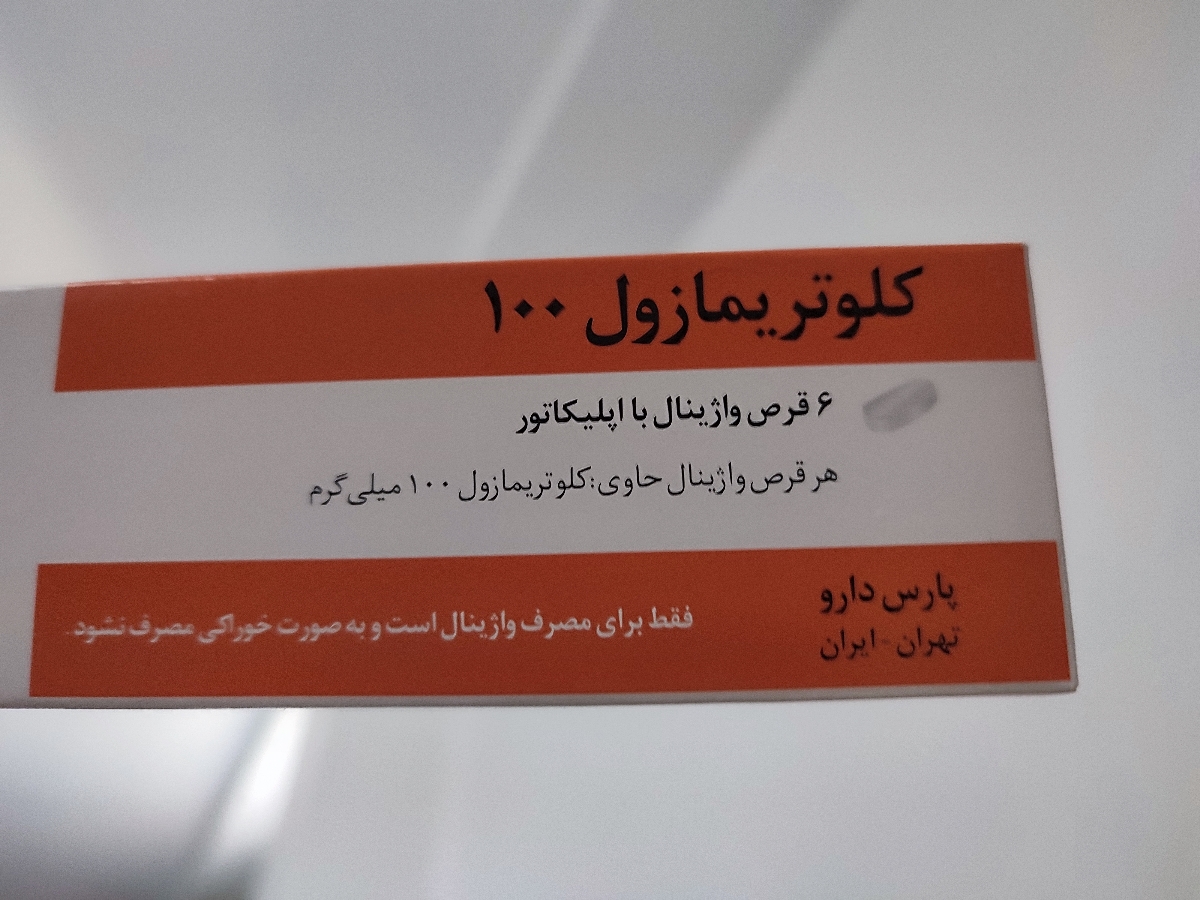 کلوتریمازول ۱۰۰
۶ قرص واژینال با اپلیکاتور
هر قرص واژینال حاوی:کلوتریمازول ۱۰۰ میلی‌گرم
پارس دارو
تهران - ایران
فقط برای مصرف واژینال است و به صورت خوراکی مصرف نشود.